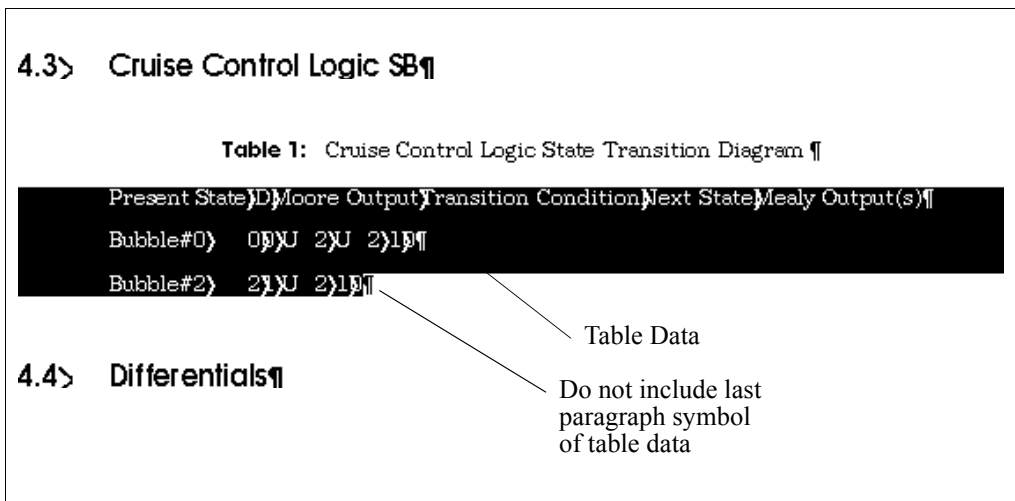 4.3> Cruise Control Logic SB¶
Table 1: Cruise Control Logic State Transition Diagram ¶
Present State⟩D⟩Moore Output⟩Transition Condition⟩Next State⟩Mealy Output(s)¶
Bubble#0⟩ 0⟩0⟩U 2⟩U 2⟩1⟩0¶
Bubble#2⟩ 2⟩1⟩U 2⟩1⟩0¶
Table Data
4.4> Differentials¶
Do not include last
paragraph symbol
of table data